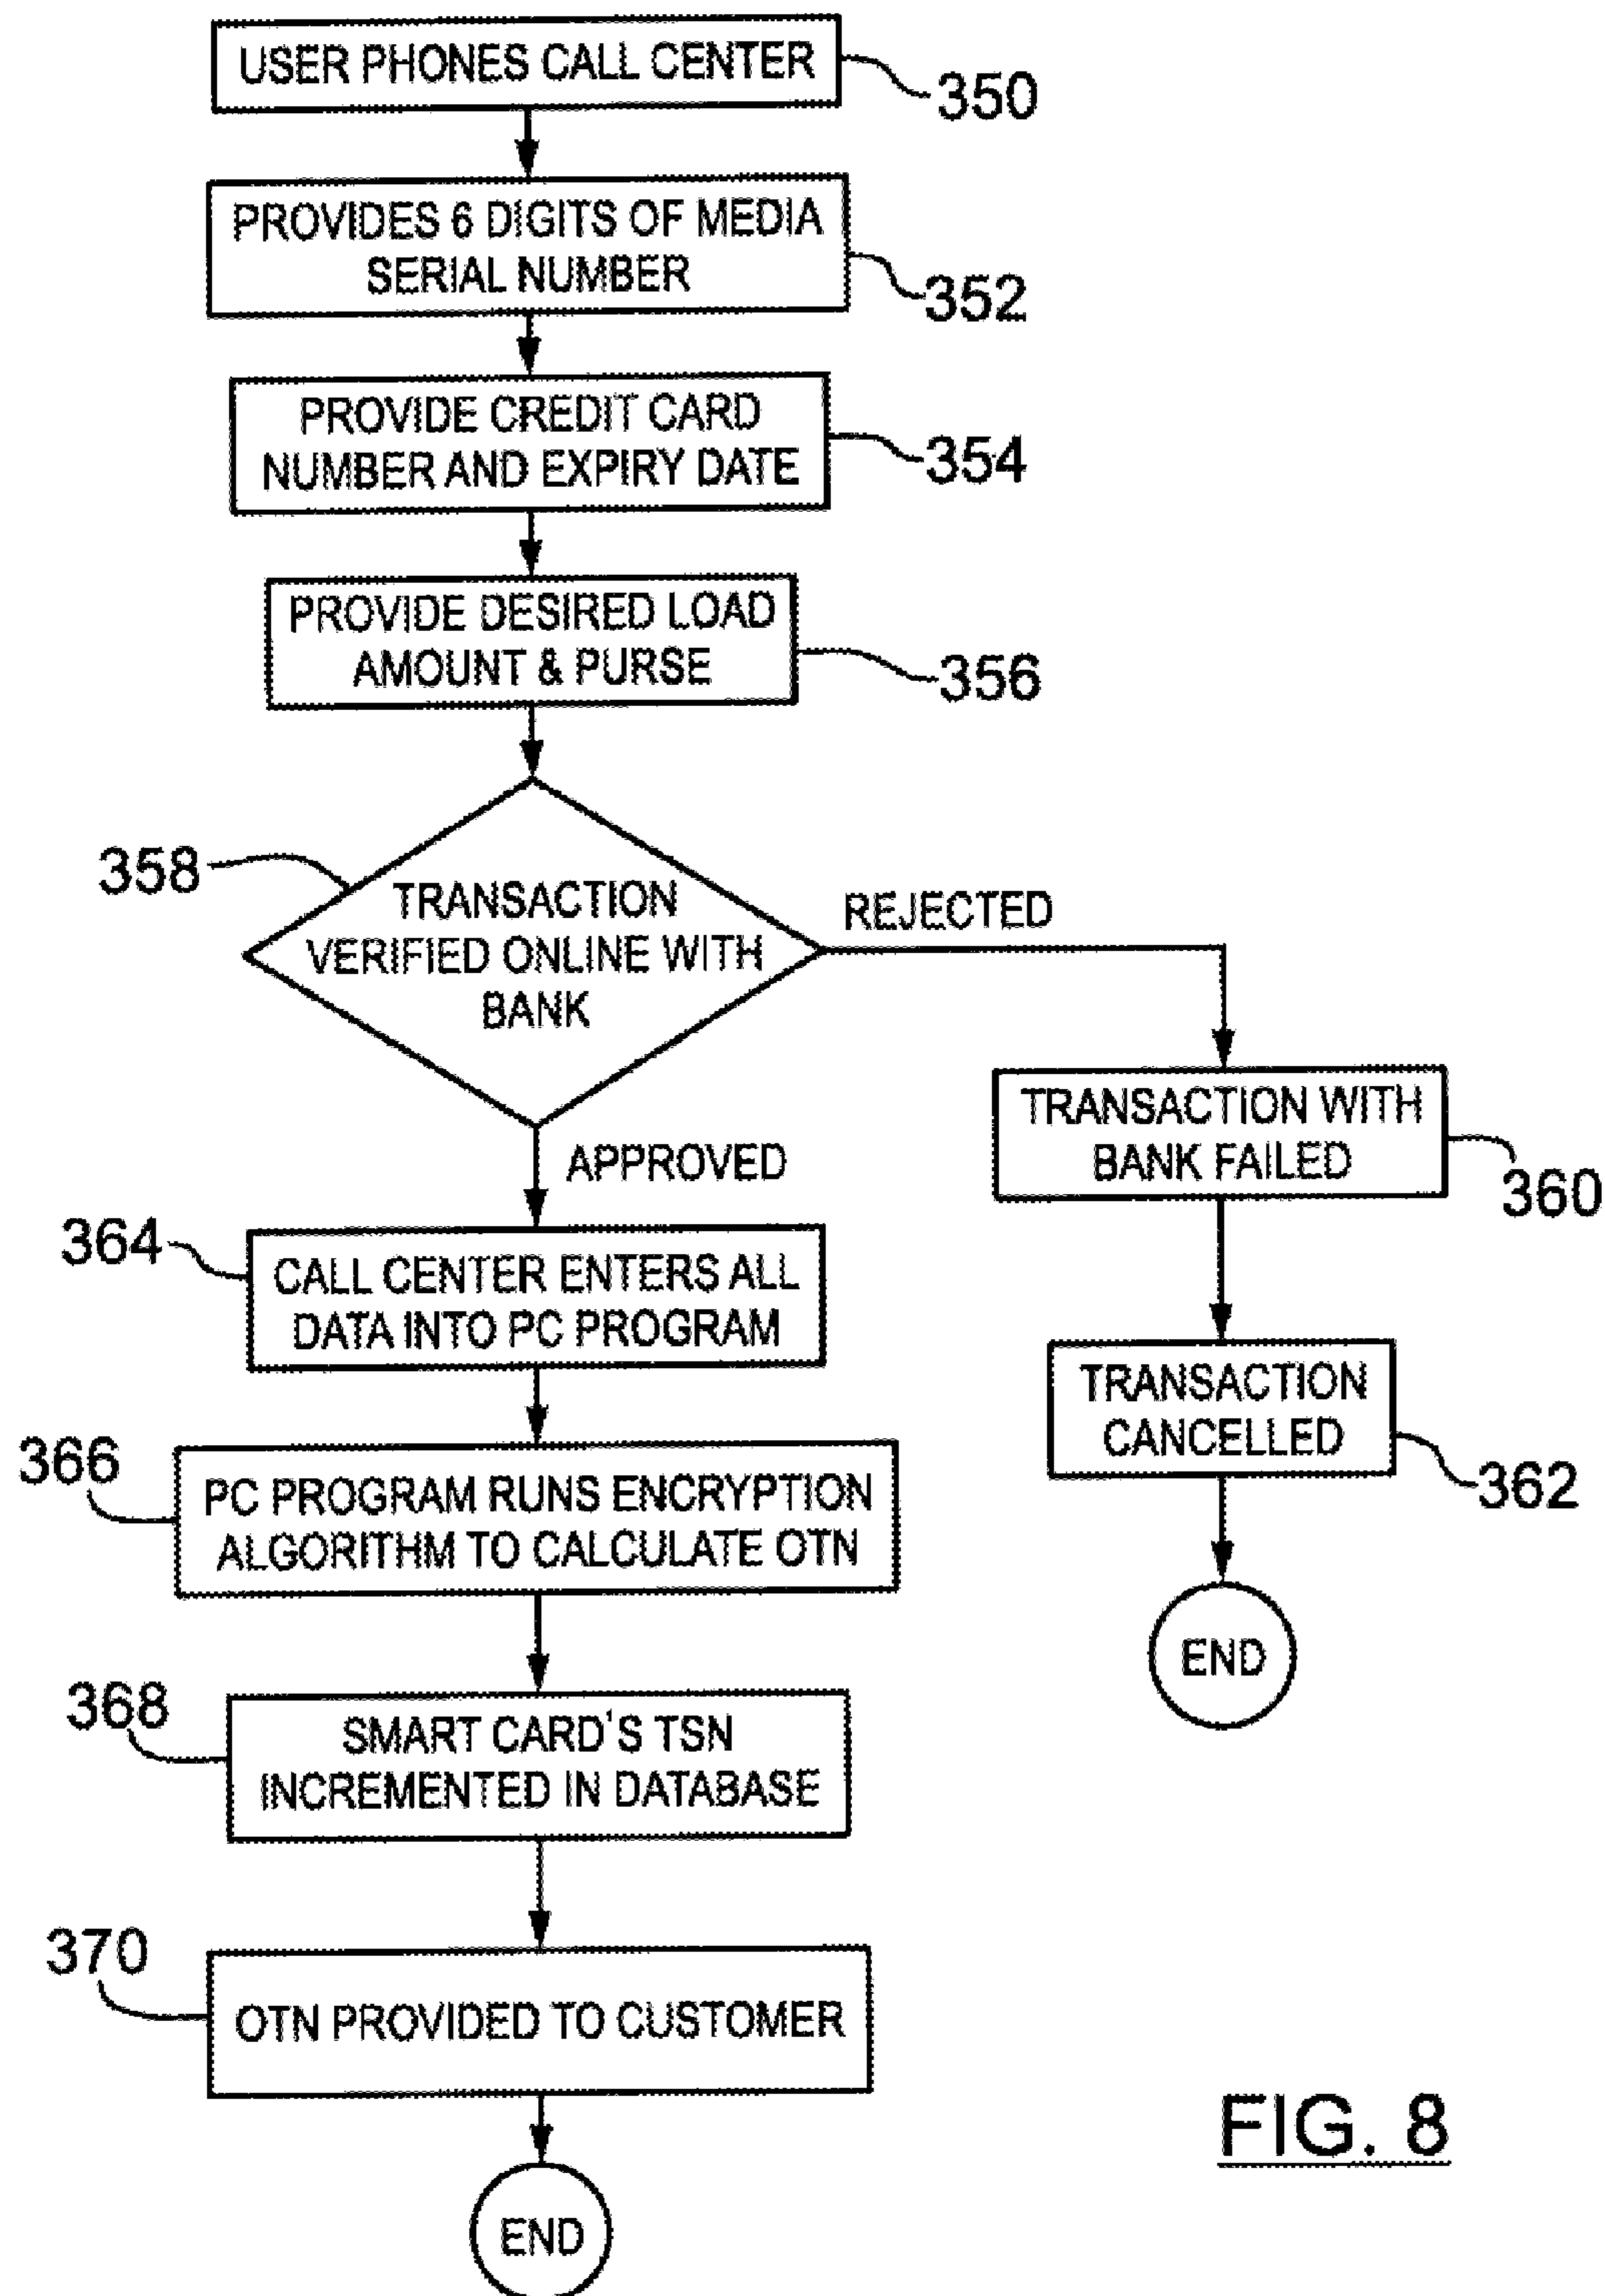 USER PHONES CALL CENTER
350
PROVIDES 6 DIGITS OF MEDIA
SERIAL NUMBER
352
PROVIDE CREDIT CARD
NUMBER AND EXPIRY DATE
354
PROVIDE DESIRED LOAD
AMOUNT & PURSE
356
358
TRANSACTION
VERIFIED ONLINE WITH
BANK
REJECTED
APPROVED
TRANSACTION WITH
BANK FAILED
360
TRANSACTION
CANCELLED
362
END
364
CALL CENTER ENTERS ALL
DATA INTO PC PROGRAM
366
PC PROGRAM RUNS ENCRYPTION
ALGORITHM TO CALCULATE OTN
368
SMART CARD'S TSN
INCREMENTED IN DATABASE
370
OTN PROVIDED TO CUSTOMER
END
FIG. 8